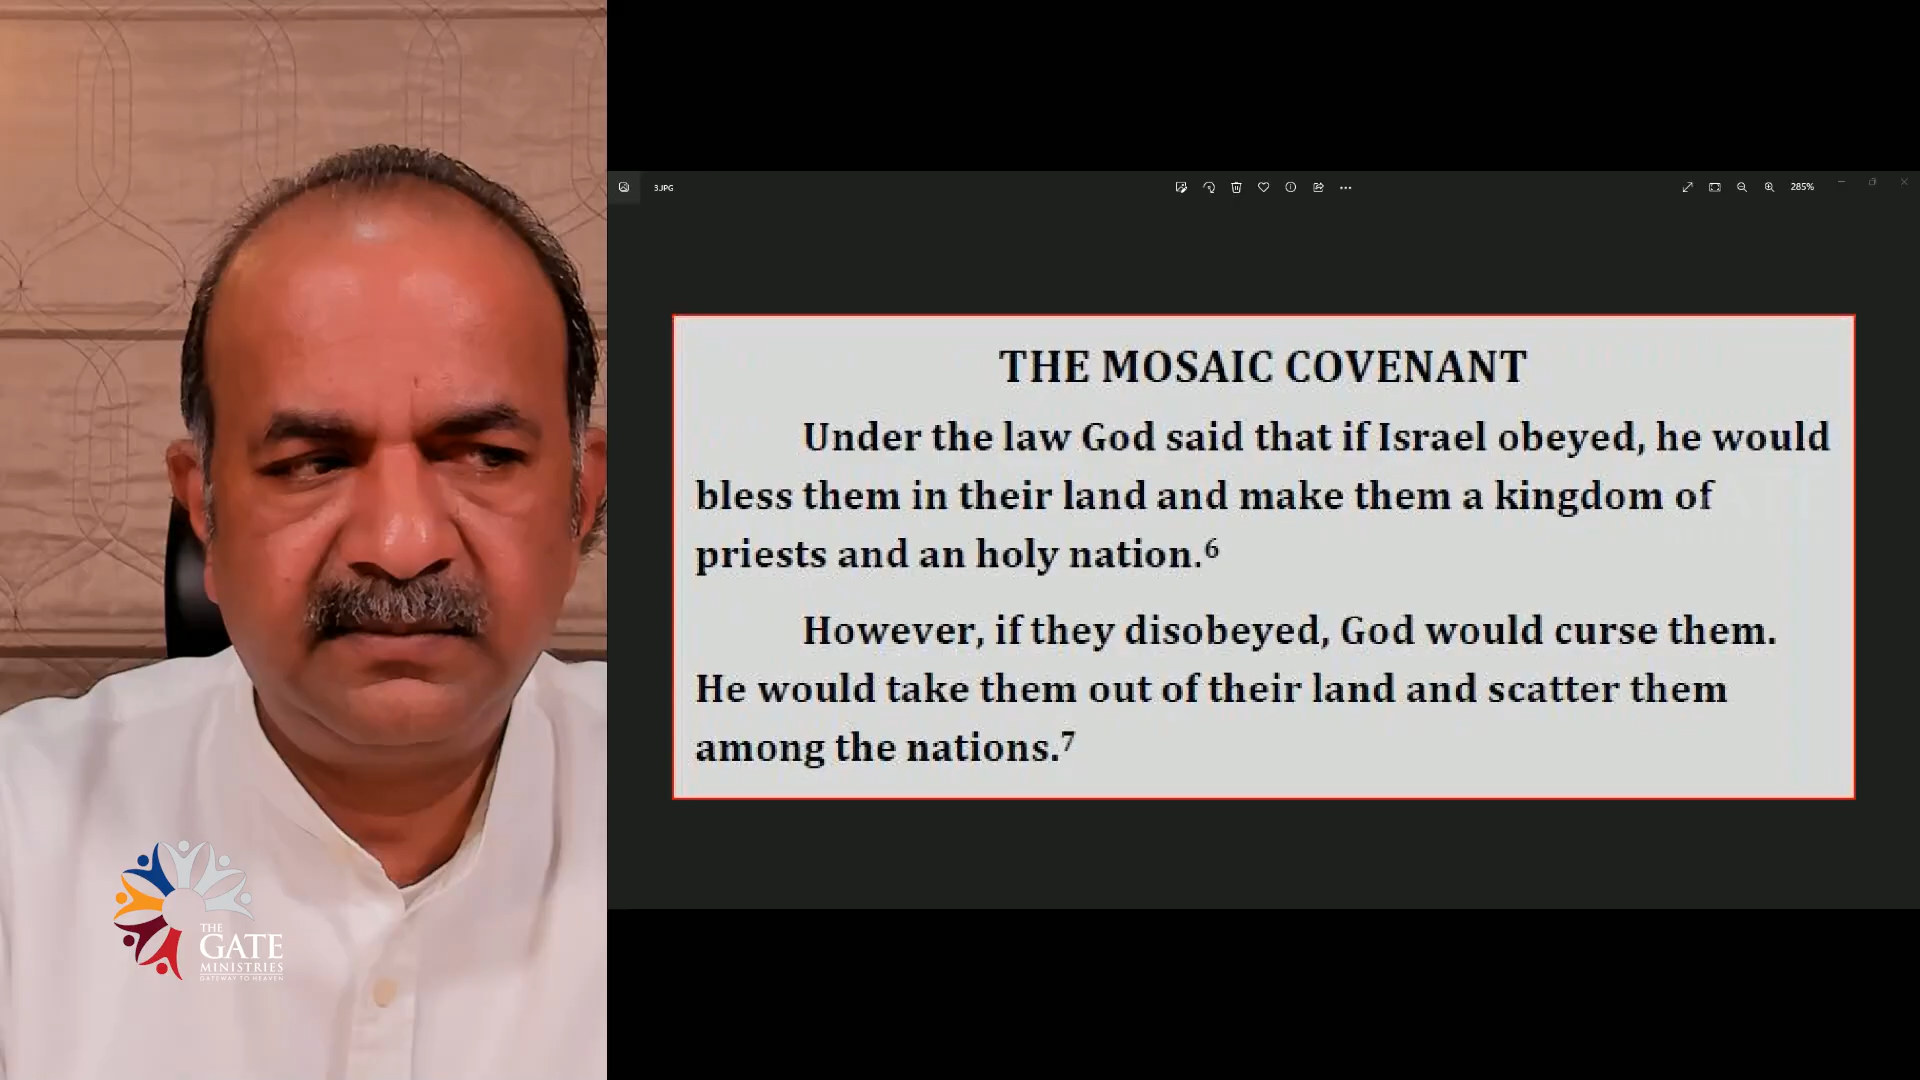 3.JPG
285%
THE MOSAIC COVENANT
Under the law God said that if Israel obeyed, he would
bless them in their land and make them a kingdom of
priests and an holy nation.⁶
However, if they disobeyed, God would curse them.
He would take them out of their land and scatter them
among the nations.⁷
THE
GATE
MINISTRIES
GATEWAY TO HEAVEN